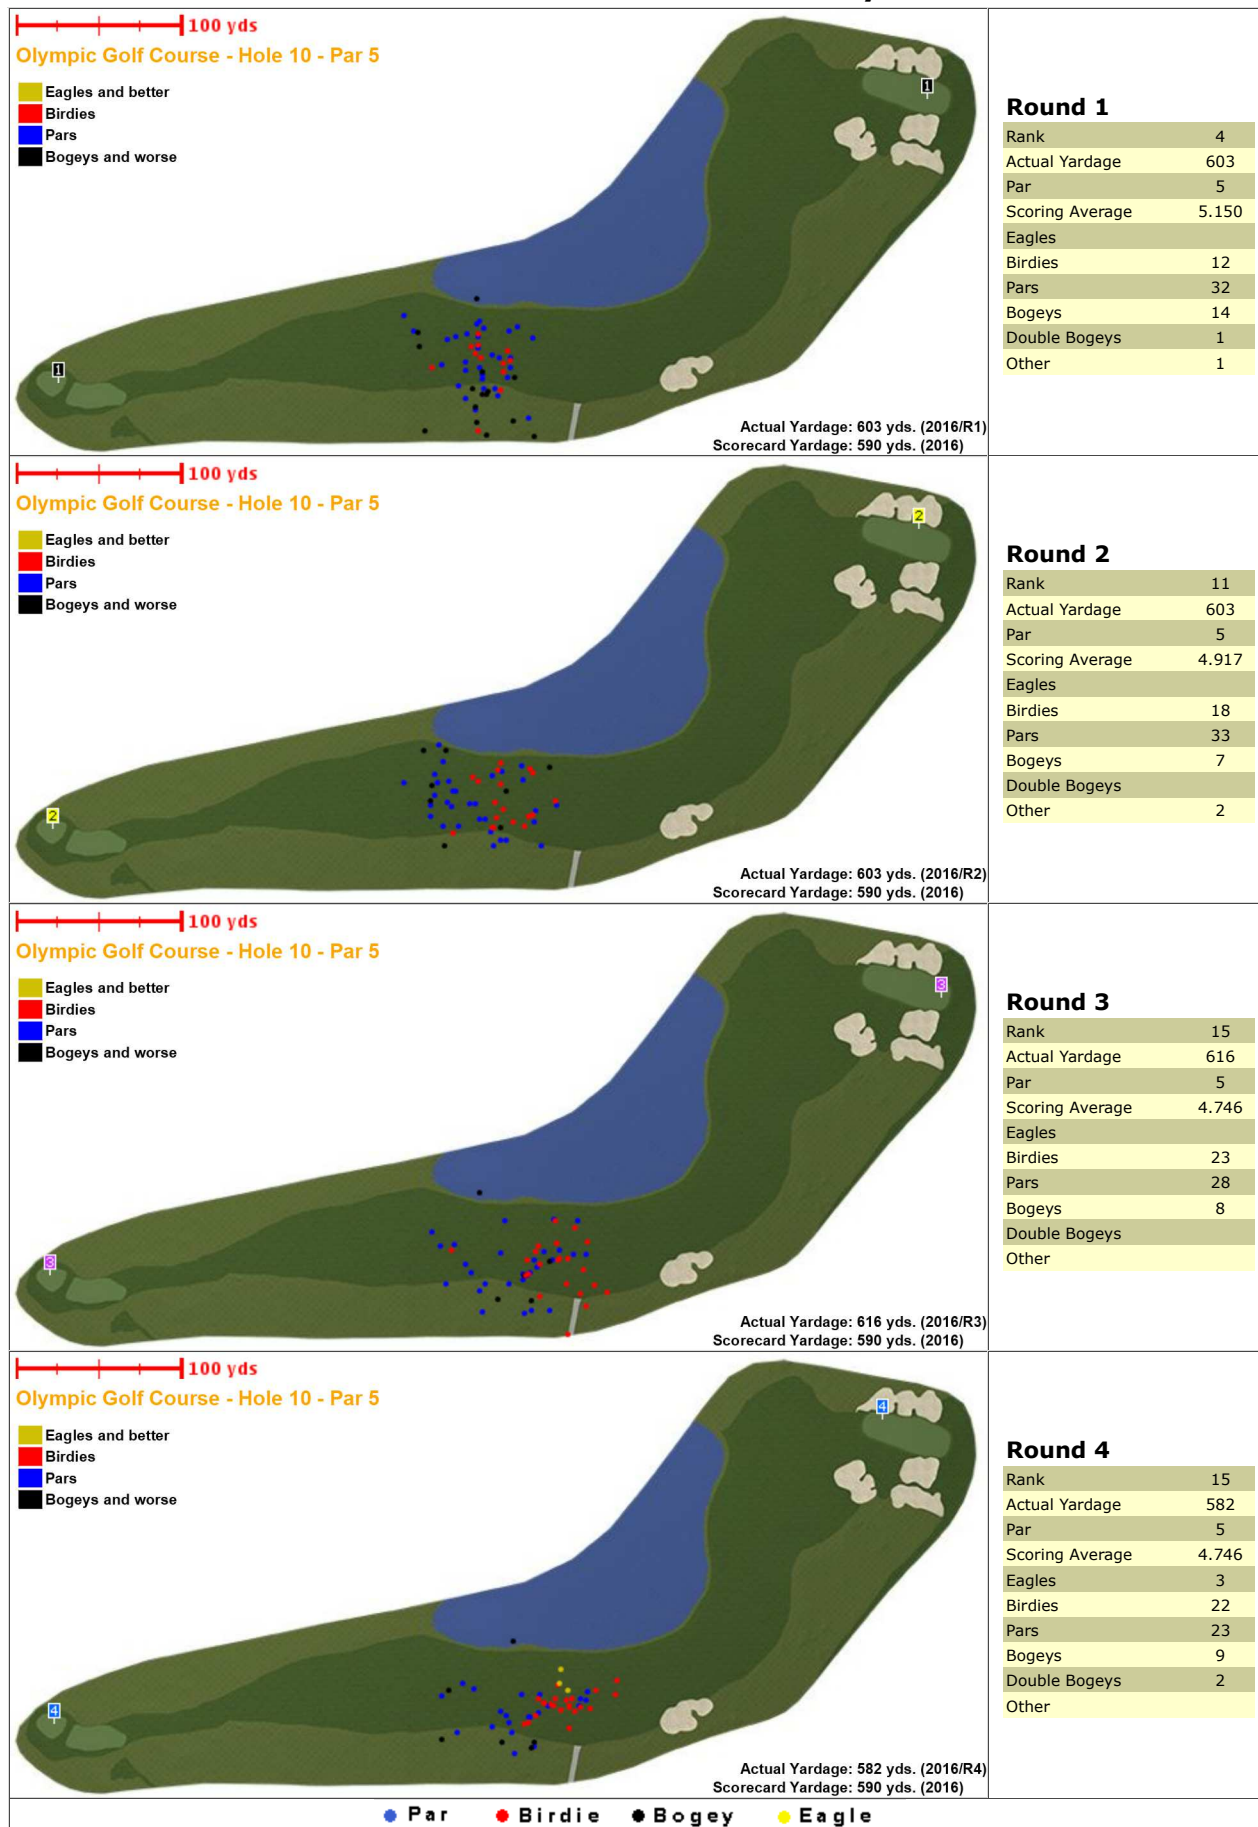 100 yds
Olympic Golf Course - Hole 10 - Par 5
Eagles and better
Birdies
Pars
Bogeys and worse
1
1
Actual Yardage: 603 yds. (2016/R1)
Scorecard Yardage: 590 yds. (2016)
Round 1
Rank 4
Actual Yardage 603
Par 5
Scoring Average 5.150
Eagles
Birdies 12
Pars 32
Bogeys 14
Double Bogeys 1
Other 1
100 yds
Olympic Golf Course - Hole 10 - Par 5
Eagles and better
Birdies
Pars
Bogeys and worse
2
2
Actual Yardage: 603 yds. (2016/R2)
Scorecard Yardage: 590 yds. (2016)
Round 2
Rank 11
Actual Yardage 603
Par 5
Scoring Average 4.917
Eagles
Birdies 18
Pars 33
Bogeys 7
Double Bogeys
Other 2
100 yds
Olympic Golf Course - Hole 10 - Par 5
Eagles and better
Birdies
Pars
Bogeys and worse
3
3
Actual Yardage: 616 yds. (2016/R3)
Scorecard Yardage: 590 yds. (2016)
Round 3
Rank 15
Actual Yardage 616
Par 5
Scoring Average 4.746
Eagles
Birdies 23
Pars 28
Bogeys 8
Double Bogeys
Other
100 yds
Olympic Golf Course - Hole 10 - Par 5
Eagles and better
Birdies
Pars
Bogeys and worse
4
4
Actual Yardage: 582 yds. (2016/R4)
Scorecard Yardage: 590 yds. (2016)
Round 4
Rank 15
Actual Yardage 582
Par 5
Scoring Average 4.746
Eagles 3
Birdies 22
Pars 23
Bogeys 9
Double Bogeys 2
Other
Par Birdie Bogey Eagle